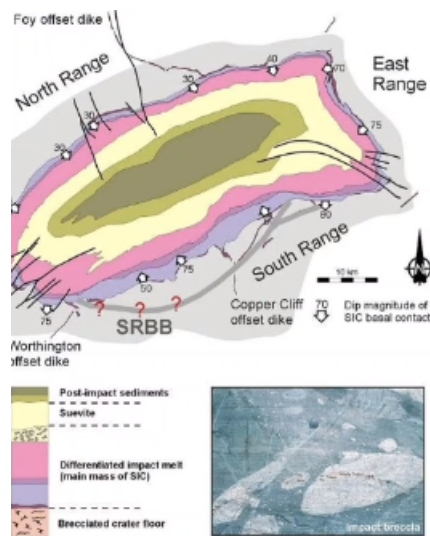 Foy offset dike
North Range
East
Range
40
70
30
30
30
75
60
South Range
75
50
75
? ? ?
SRBB
Copper Cliff
offset dike
Worthington
offset dike
10 km
70 Dip magnitude of
SIC basal contact
Post-impact sediments
Suevite
Differentiated impact melt
(main mass of SIC)
Brecciated crater floor
Impact breccia